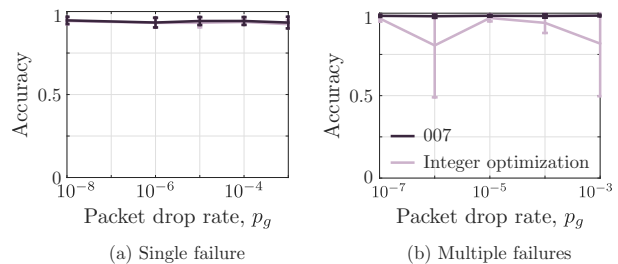 1
0.5
0
Accuracy
10⁻⁸
10⁻⁶
10⁻⁴
Packet drop rate, p_g
(a) Single failure
1
0.5
0
Accuracy
007
Integer optimization
10⁻⁷
10⁻⁵
10⁻³
Packet drop rate, p_g
(b) Multiple failures